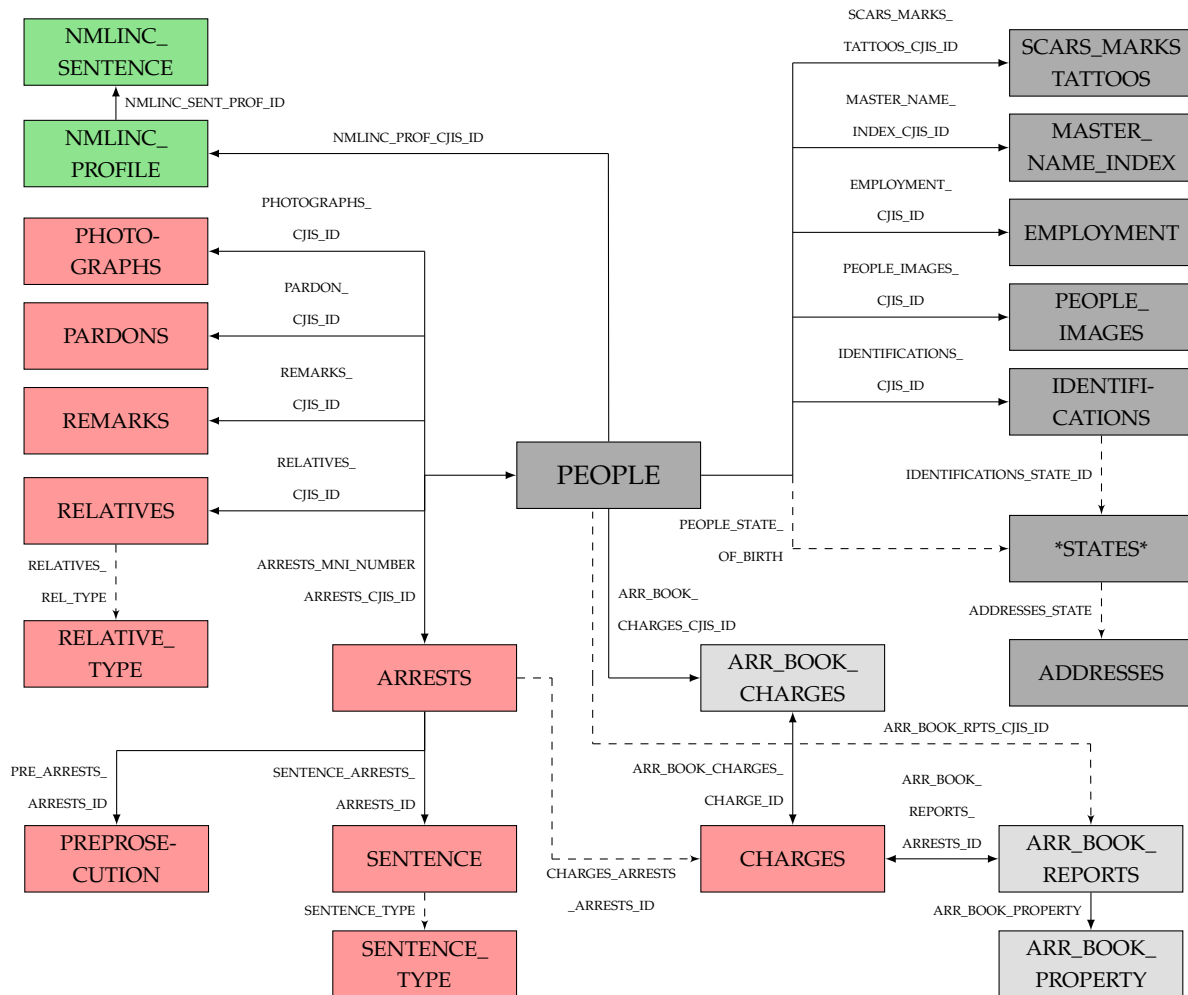 SCARS_MARKS_
TATTOOS_CJIS_ID
NMLINC_
SENTENCE
SCARS_MARKS
TATTOOS
NMLINC_SENT_PROF_ID
MASTER_NAME_
INDEX_CJIS_ID
NMLINC_PROF_CJIS_ID
NMLINC_
PROFILE
MASTER_
NAME_INDEX
EMPLOYMENT_
CJIS_ID
PHOTOGRAPHS_
CJIS_ID
PHOTO-
GRAPHS
EMPLOYMENT
PEOPLE_IMAGES_
CJIS_ID
PARDON_
CJIS_ID
PARDONS
PEOPLE_
IMAGES
IDENTIFICATIONS_
CJIS_ID
REMARKS_
CJIS_ID
REMARKS
IDENTIFI-
CATIONS
PEOPLE
RELATIVES_
CJIS_ID
IDENTIFICATIONS_STATE_ID
RELATIVES
PEOPLE_STATE_
OF_BIRTH
*STATES*
RELATIVES_
REL_TYPE
ARRESTS_MNI_NUMBER
ARRESTS_CJIS_ID
ARR_BOOK_
CHARGES_CJIS_ID
ADDRESSES_STATE
RELATIVE_
TYPE
ARRESTS
ARR_BOOK_
CHARGES
ADDRESSES
ARR_BOOK_RPTS_CJIS_ID
PRE_ARRESTS_
ARRESTS_ID
SENTENCE_ARRESTS_
ARRESTS_ID
ARR_BOOK_CHARGES_
CHARGE_ID
ARR_BOOK_
REPORTS_
ARRESTS_ID
PREPROSE-
CUTION
SENTENCE
CHARGES
ARR_BOOK_
REPORTS
CHARGES_ARRESTS
_ARRESTS_ID
SENTENCE_TYPE
ARR_BOOK_PROPERTY
SENTENCE_
TYPE
ARR_BOOK_
PROPERTY